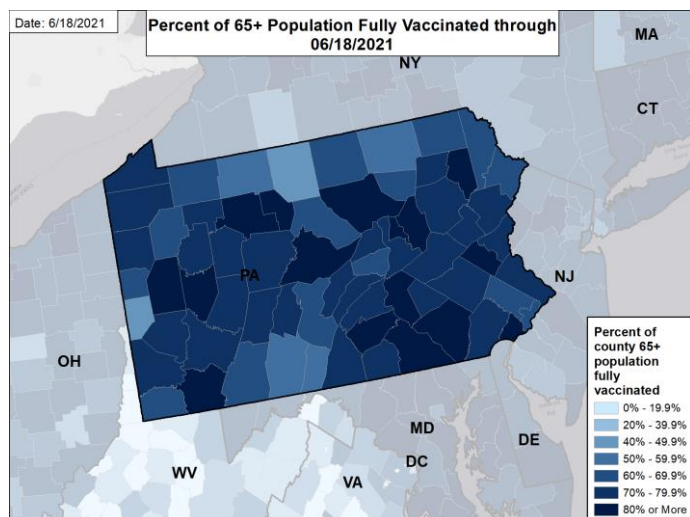 Date: 6/18/2021
Percent of 65+ Population Fully Vaccinated through
06/18/2021
MA
NY
CT
PA
NJ
OH
MD
DE
WV
DC
VA
Percent of
county 65+
population
fully
vaccinated
0% - 19.9%
20% - 39.9%
40% - 49.9%
50% - 59.9%
60% - 69.9%
70% - 79.9%
80% or More